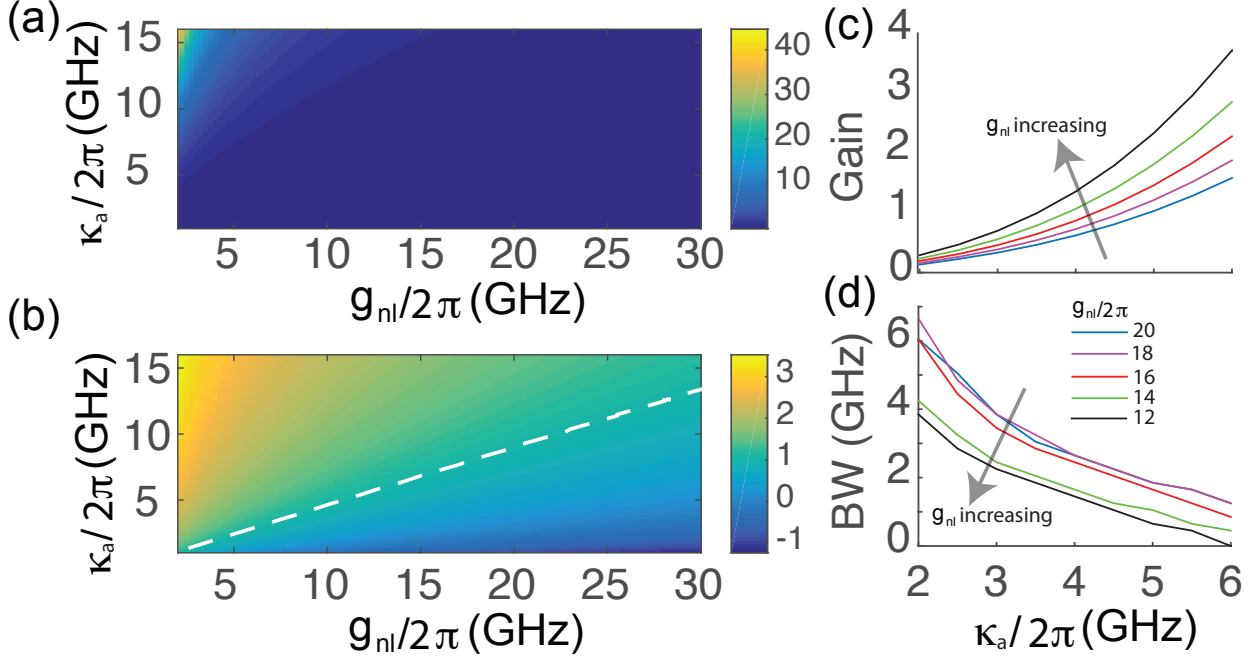 (a)
κa/2π(GHz)
15
10
5
5 10 15 20 25 30
gnl/2π(GHz)
40
30
20
10
(b)
κa/2π(GHz)
15
10
5
5 10 15 20 25 30
gnl/2π(GHz)
3
2
1
0
-1
(c)
Gain
4
3
2
1
0
gnl increasing
(d)
BW (GHz)
6
4
2
0
gnl/2π
20
18
16
14
12
gnl increasing
2 3 4 5 6
κa/2π(GHz)